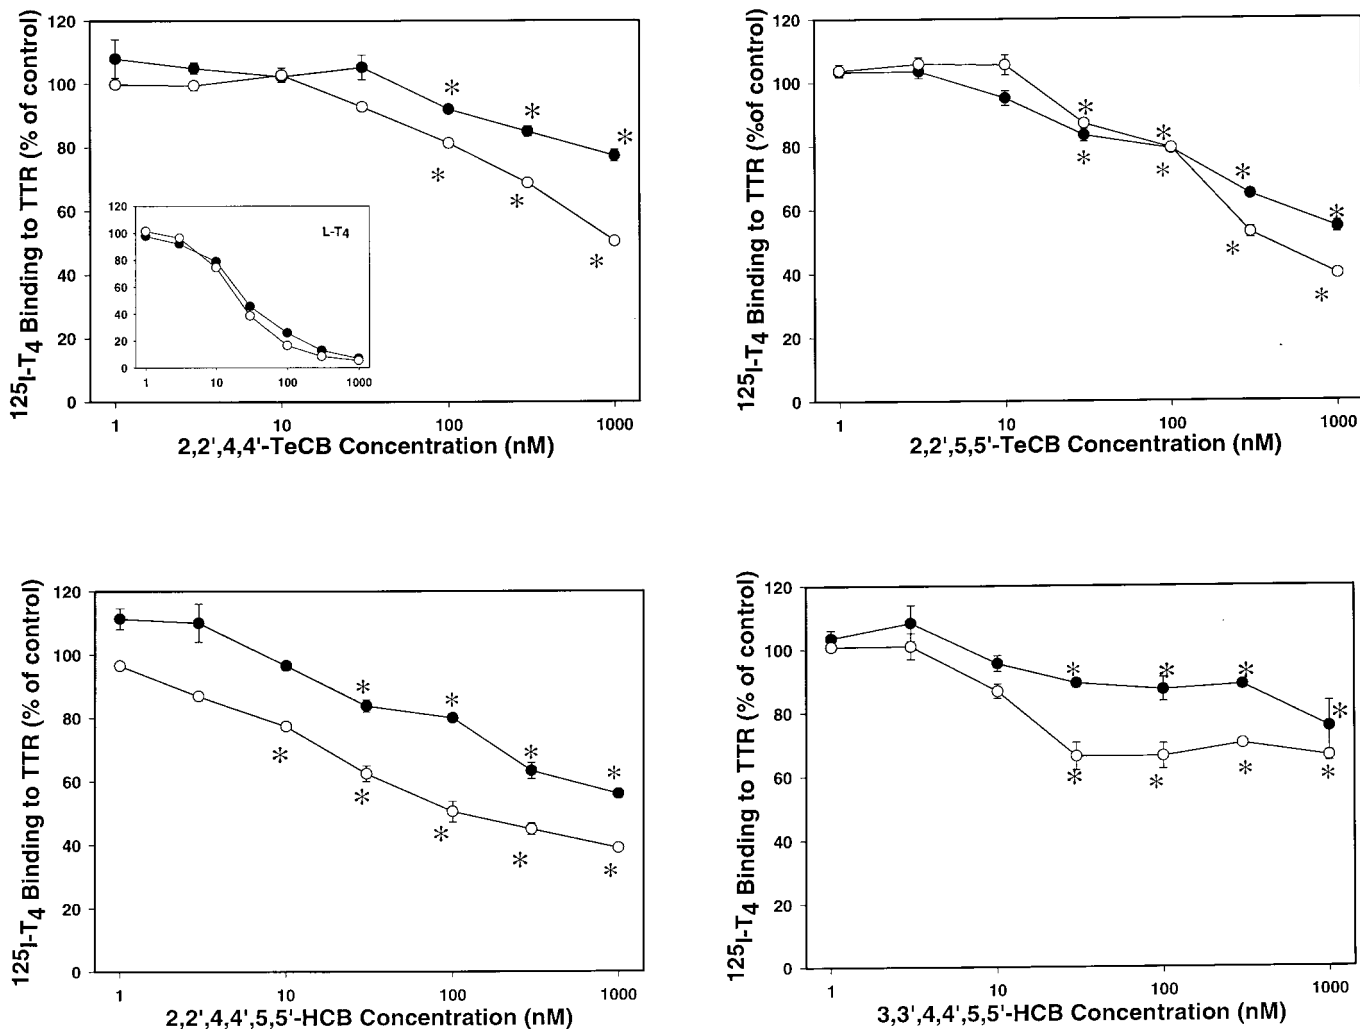 120
100
80
60
40
20
0
125I-T4 Binding to TTR (% of control)
* * *
* * *
120
100
80
60
40
20
0
L-T4
1 10 100 1000
1 10 100 1000
2,2',4,4'-TeCB Concentration (nM)
120
100
80
60
40
20
0
125I-T4 Binding to TTR (%of control)
* * * *
* * * *
1 10 100 1000
2,2',5,5'-TeCB Concentration (nM)
120
100
80
60
40
20
0
125I-T4 Binding to TTR (% of control)
* * * *
* * * * *
1 10 100 1000
2,2',4,4',5,5'-HCB Concentration (nM)
120
100
80
60
40
20
0
125I-T4 Binding to TTR (% of control)
* * * *
* * * *
1 10 100 1000
3,3',4,4',5,5'-HCB Concentration (nM)